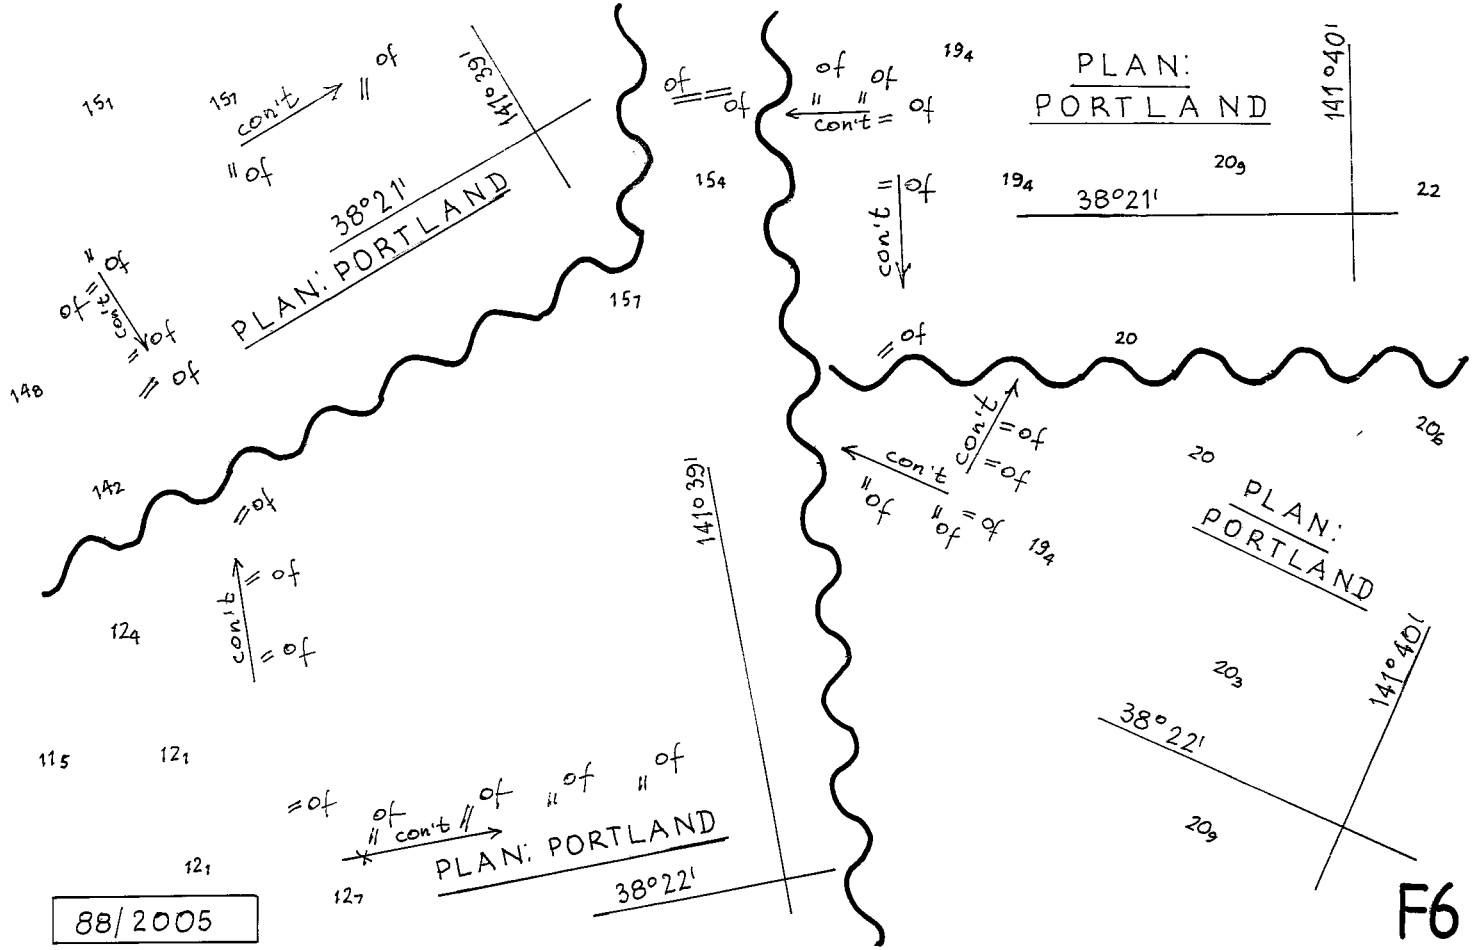 15₁
15₇
con't
" of
" of
141°39'
38°21'
PLAN: PORTLAND
" of
= of
of
con't
= of
= of
14₈
14₂
of = = of
15₄
15₇
of of
" "
con't = of
19₄
PLAN:
PORTLAND
141°40'
= of
con't
19₄
20₉
38°21'
22
= of
20
= of
= of
con't
= of
12₄
11₅
12₁
= of
" of
con't
" of
" of
" of
PLAN: PORTLAND
12₁
12₇
38°22'
141°39'
con't
= of
= of
con't
" of
" of
= of
19₄
20
20₆
PLAN:
PORTLAND
141°40'
20₃
38°22'
20₉
88/2005
F6